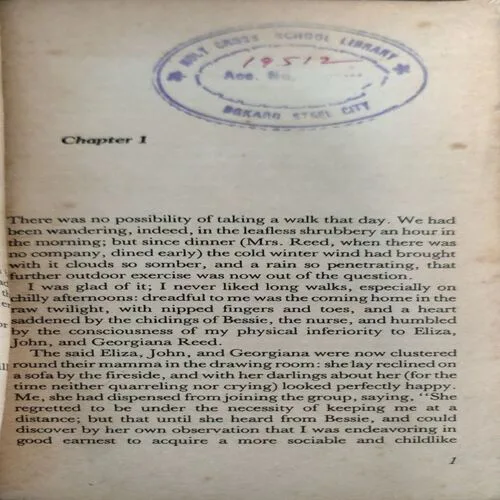 HOLY CROSS SCHOOL LIBRARY
19512
Acc. No.
BOKARO STEEL CITY
Chapter 1
There was no possibility of taking a walk that day. We had
been wandering, indeed, in the leafless shrubbery an hour in
the morning; but since dinner (Mrs. Reed, when there was
no company, dined early) the cold winter wind had brought
with it clouds so somber, and a rain so penetrating, that
further outdoor exercise was now out of the question.
I was glad of it; I never liked long walks, especially on
chilly afternoons: dreadful to me was the coming home in the
raw twilight, with nipped fingers and toes, and a heart
saddened by the chidings of Bessie, the nurse, and humbled
by the consciousness of my physical inferiority to Eliza,
John, and Georgiana Reed.
The said Eliza, John, and Georgiana were now clustered
round their mamma in the drawing room: she lay reclined on
a sofa by the fireside, and with her darlings about her (for the
time neither quarreling nor crying) looked perfectly happy.
Me, she had dispensed from joining the group, saying, "She
regretted to be under the necessity of keeping me at a
distance; but that until she heard from Bessie, and could
discover by her own observation that I was endeavoring in
good earnest to acquire a more sociable and childlike
1